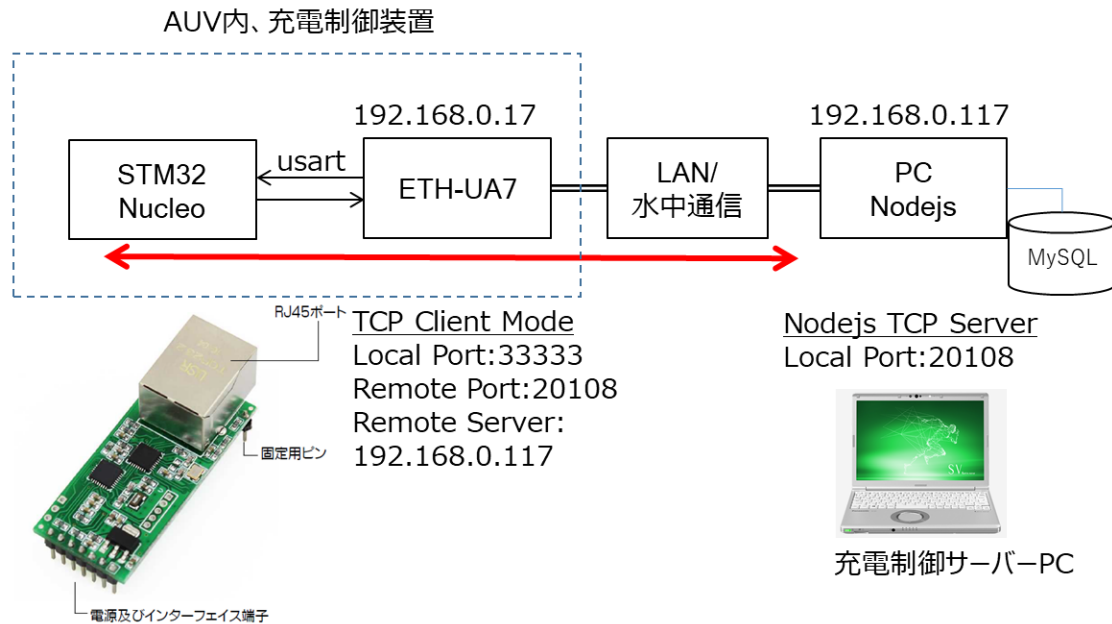 AUV内、充電制御装置
192.168.0.17
192.168.0.117
STM32
Nucleo
usart
ETH-UA7
LAN/
水中通信
PC
Nodejs
MySQL
RJ45ポート
TCP Client Mode
Local Port:33333
Remote Port:20108
Remote Server:
192.168.0.117
Nodejs TCP Server
Local Port:20108
固定用ピン
電源及びインターフェイス端子
充電制御サーバーPC